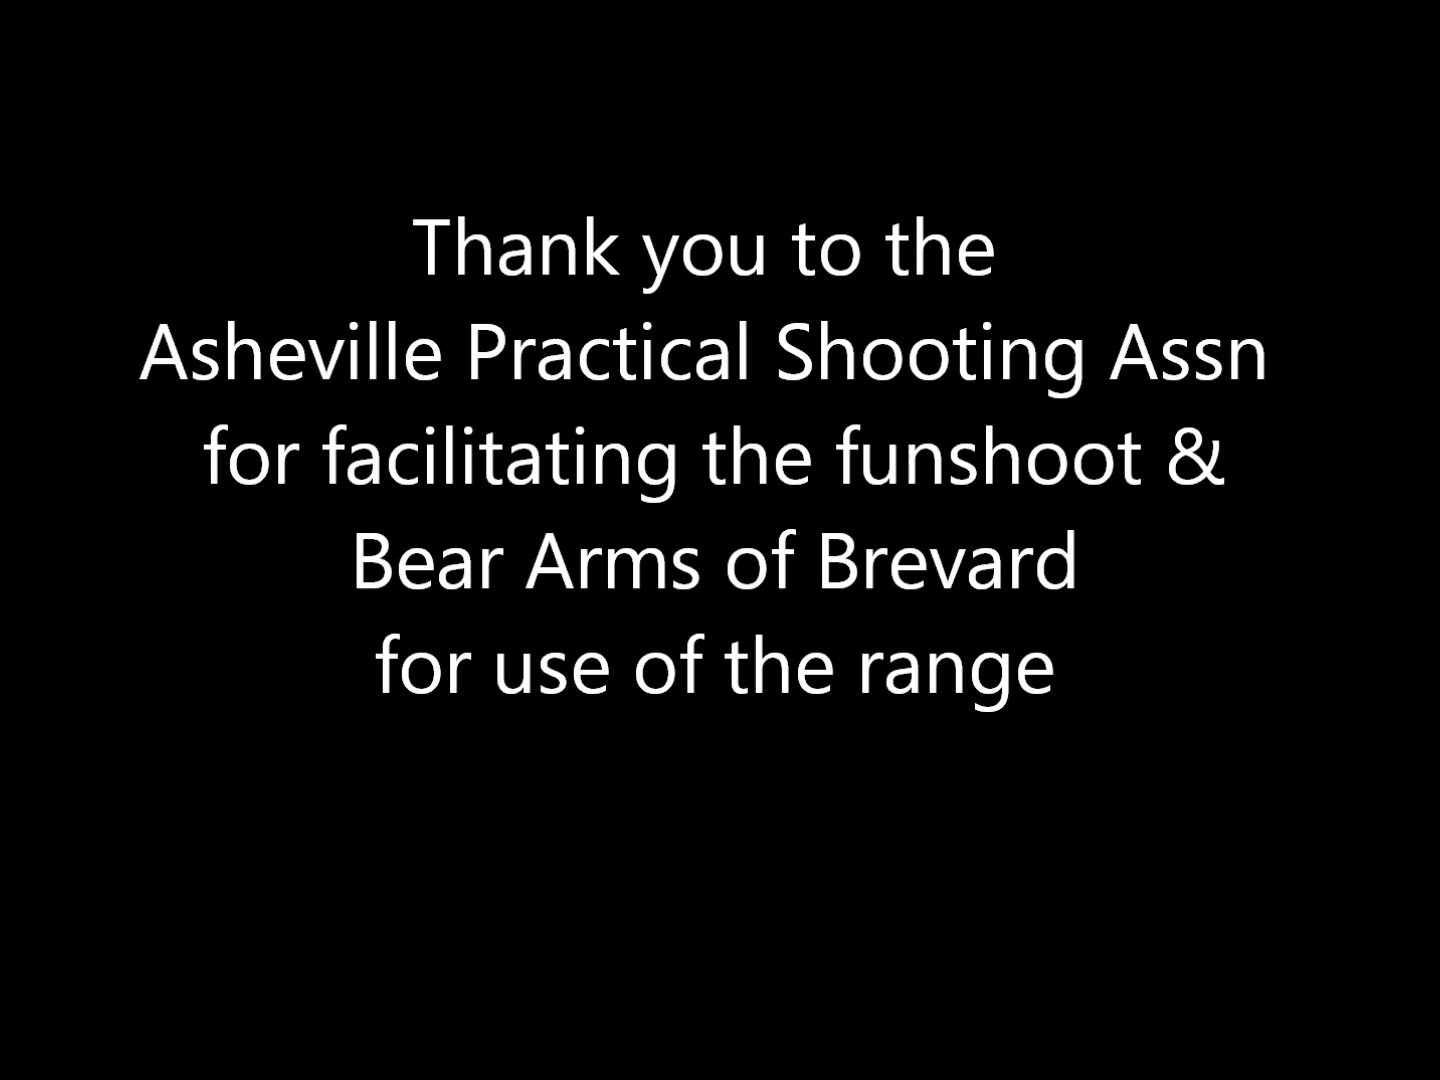 Thank you to the
Asheville Practical Shooting Assn
for facilitating the funshoot &
Bear Arms of Brevard
for use of the range